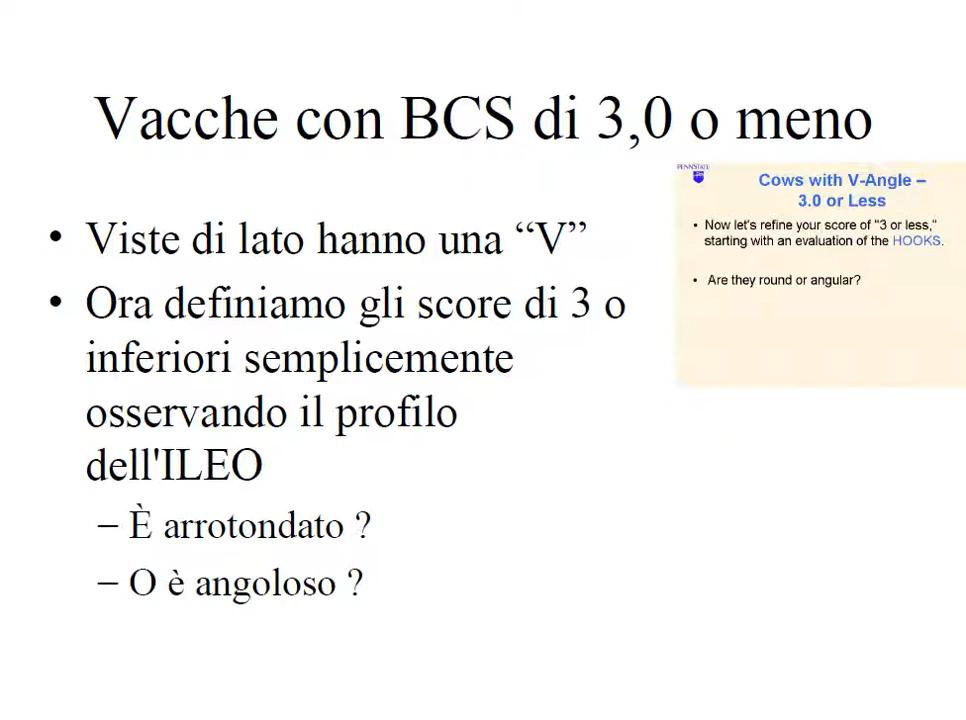 Vacche con BCS di 3,0 o meno
• Viste di lato hanno una “V”
• Ora definiamo gli score di 3 o
inferiori semplicemente
osservando il profilo
dell'ILEO
– È arrotondato ?
– O è angoloso ?
PENNSTATE
Cows with V-Angle –
3.0 or Less
• Now let's refine your score of "3 or less,"
starting with an evaluation of the HOOKS.
• Are they round or angular?